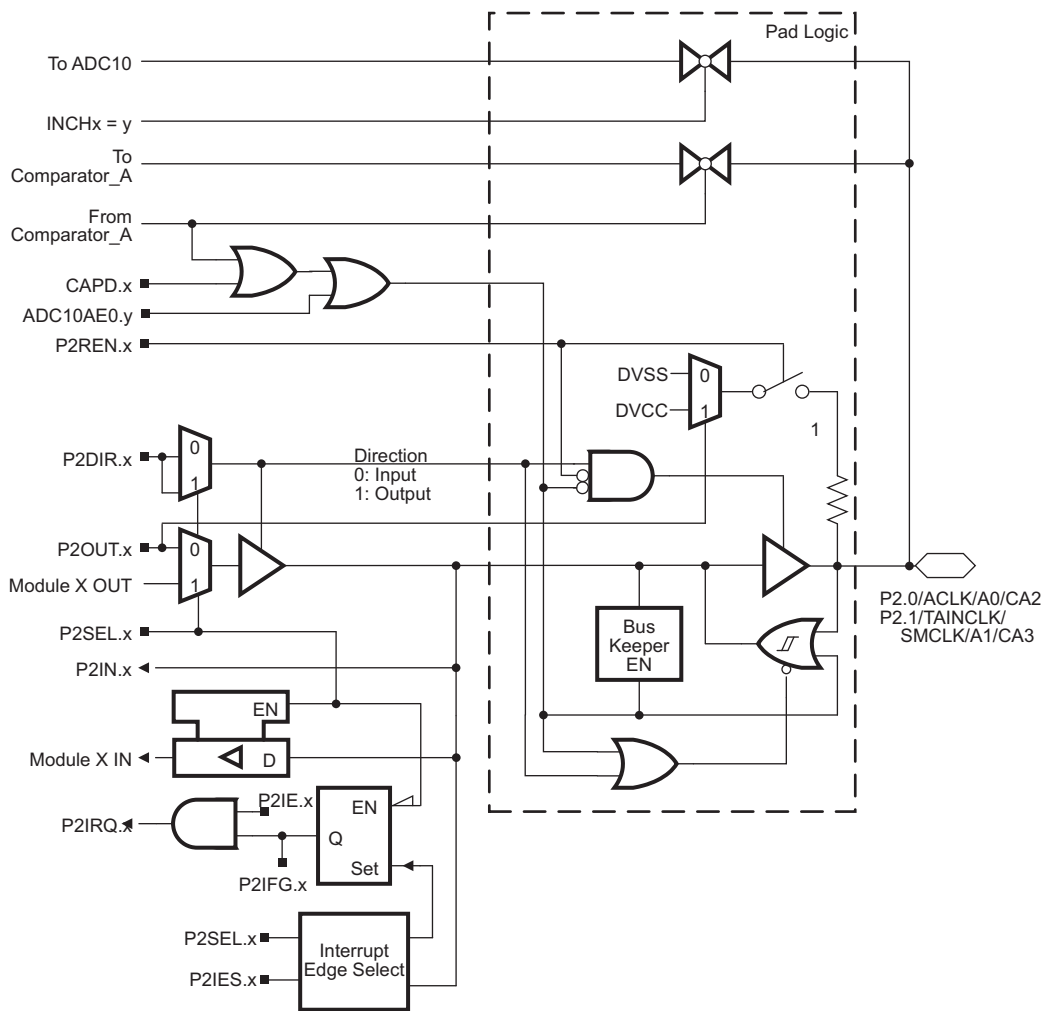 Pad Logic
To ADC10
INCHx = y
To
Comparator_A
From
Comparator_A
CAPD.x
ADC10AE0.y
P2REN.x
DVSS
0
DVCC
1
1
P2DIR.x
0
1
Direction
0: Input
1: Output
P2OUT.x
0
Module X OUT
1
P2SEL.x
P2IN.x
Bus
Keeper
EN
P2.0/ACLK/A0/CA2
P2.1/TAINCLK/
SMCLK/A1/CA3
EN
Module X IN
D
P2IE.x
EN
P2IRQ.x
Q
Set
P2IFG.x
P2SEL.x
P2IES.x
Interrupt
Edge Select